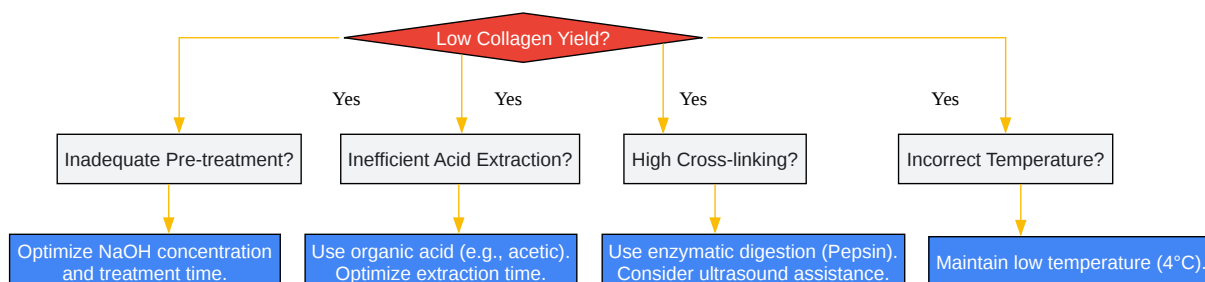 Low Collagen Yield?
Yes
Yes
Yes
Yes
Inadequate Pre-treatment?
Inefficient Acid Extraction?
High Cross-linking?
Incorrect Temperature?
Optimize NaOH concentration
and treatment time.
Use organic acid (e.g., acetic).
Optimize extraction time.
Use enzymatic digestion (Pepsin).
Consider ultrasound assistance.
Maintain low temperature (4°C).